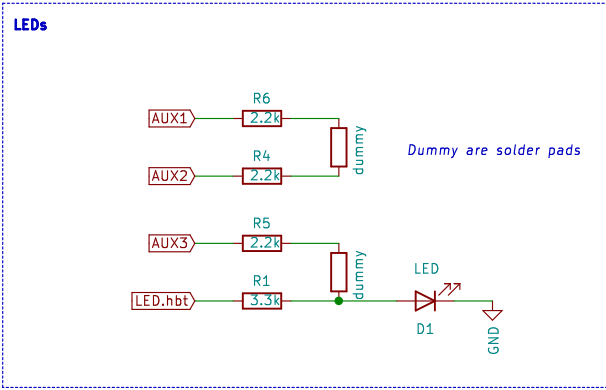 LEDs
R6
AUX1 2.2k
dummy
Dummy are solder pads
R4
AUX2 2.2k
R5
AUX3 2.2k
dummy
LED
R1
LED.hbt 3.3k
D1
GND